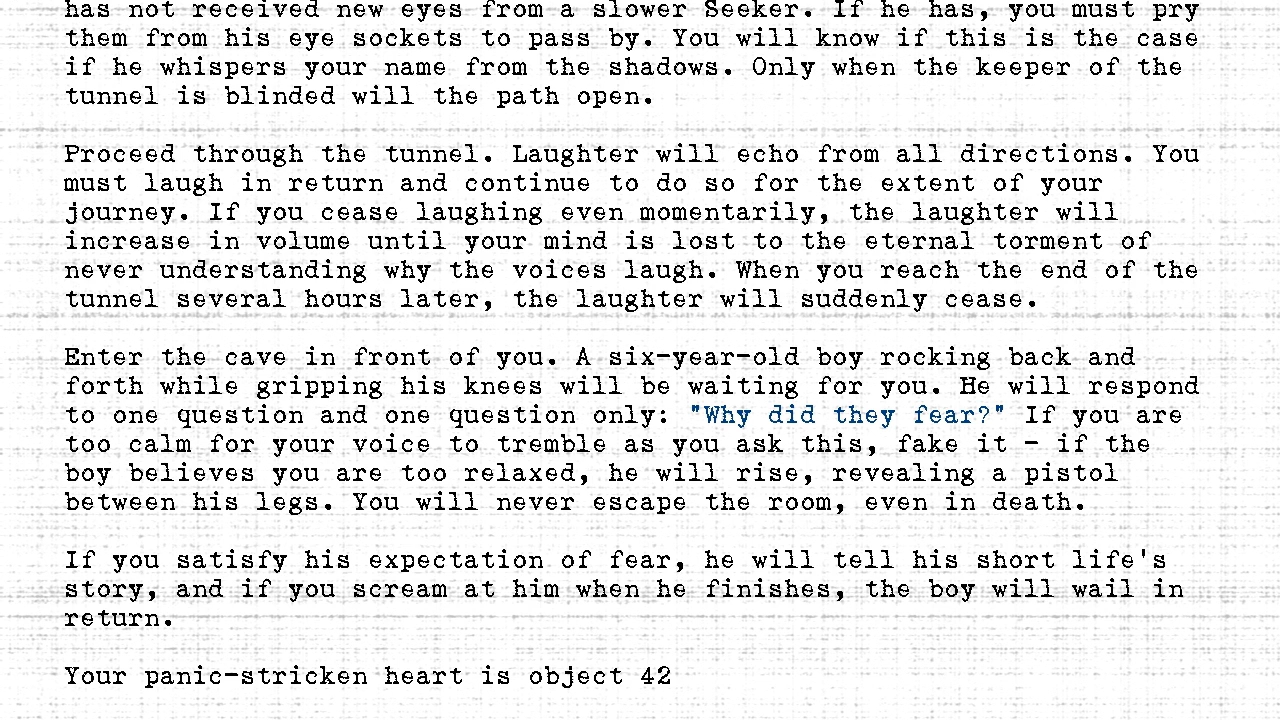 has not received new eyes from a slower Seeker. If he has, you must pry
them from his eye sockets to pass by. You will know if this is the case
if he whispers your name from the shadows. Only when the keeper of the
tunnel is blinded will the path open.
Proceed through the tunnel. Laughter will echo from all directions. You
must laugh in return and continue to do so for the extent of your
journey. If you cease laughing even momentarily, the laughter will
increase in volume until your mind is lost to the eternal torment of
never understanding why the voices laugh. When you reach the end of the
tunnel several hours later, the laughter will suddenly cease.
Enter the cave in front of you. A six-year-old boy rocking back and
forth while gripping his knees will be waiting for you. He will respond
to one question and one question only: "Why did they fear?" If you are
too calm for your voice to tremble as you ask this, fake it - if the
boy believes you are too relaxed, he will rise, revealing a pistol
between his legs. You will never escape the room, even in death.
If you satisfy his expectation of fear, he will tell his short life's
story, and if you scream at him when he finishes, the boy will wail in
return.
Your panic-stricken heart is object 42